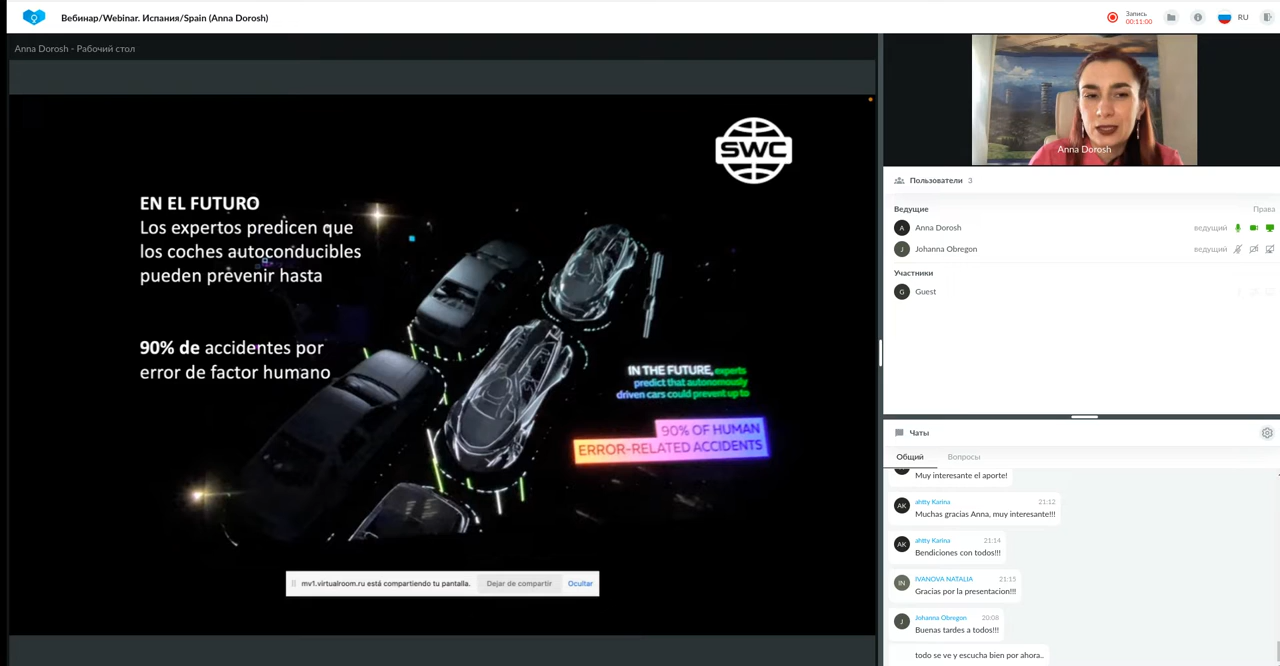 Вебинар/Webinar. Испания/Spain (Anna Dorosh)
Запись
00:11:00
RU
Anna Dorosh - Рабочий стол
SWC
EN EL FUTURO
Los expertos predicen que
los coches autoconducibles
pueden prevenir hasta
90% de accidentes por
error de factor humano
IN THE FUTURE, experts
predict that autonomously
driven cars could prevent up to
90% OF HUMAN
ERROR-RELATED ACCIDENTS
mv1.virtualroom.ru está compartiendo tu pantalla.
Dejar de compartir
Ocultar
Anna Dorosh
Пользователи 3
Ведущие
Права
A
Anna Dorosh
ведущий
J
Johanna Obregon
ведущий
Участники
G
Guest
Чаты
Общий
Вопросы
Muy interesante el aporte!
AK
ahtty Karina
21:12
Muchas gracias Anna, muy interesante!!!
AK
ahtty Karina
21:14
Bendiciones con todos!!!
IN
IVANOVA NATALIA
21:15
Gracias por la presentacion!!!
J
Johanna Obregon
20:08
Buenas tardes a todos!!!
todo se ve y escucha bien por ahora..